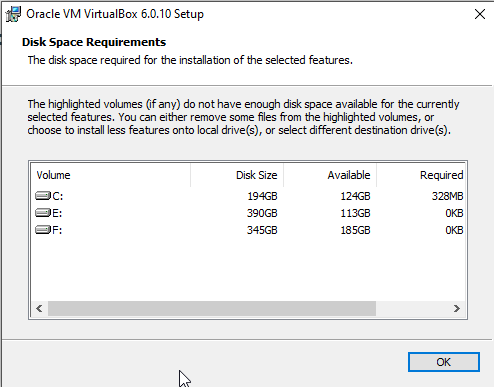 Oracle VM VirtualBox 6.0.10 Setup
Disk Space Requirements
The disk space required for the installation of the selected features.
The highlighted volumes (if any) do not have enough disk space available for the currently
selected features. You can either remove some files from the highlighted volumes, or
choose to install less features onto local drive(s), or select different destination drive(s).
Volume Disk Size Available Required
C: 194GB 124GB 328MB
E: 390GB 113GB 0KB
F: 345GB 185GB 0KB
OK